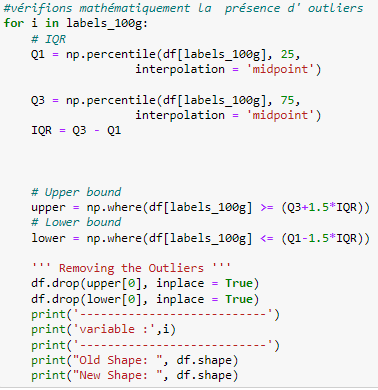 #vérifions mathématiquement la  présence d' outliers
for i in labels_100g:
    # IQR
    Q1 = np.percentile(df[labels_100g], 25,
                   interpolation = 'midpoint')
    Q3 = np.percentile(df[labels_100g], 75,
                   interpolation = 'midpoint')
    IQR = Q3 - Q1
    # Upper bound
    upper = np.where(df[labels_100g] >= (Q3+1.5*IQR))
    # Lower bound
    lower = np.where(df[labels_100g] <= (Q1-1.5*IQR))
    ''' Removing the Outliers '''
    df.drop(upper[0], inplace = True)
    df.drop(lower[0], inplace = True)
    print('---------------------------')
    print('variable :',i)
    print('---------------------------')
    print("Old Shape: ", df.shape)
    print("New Shape: ", df.shape)